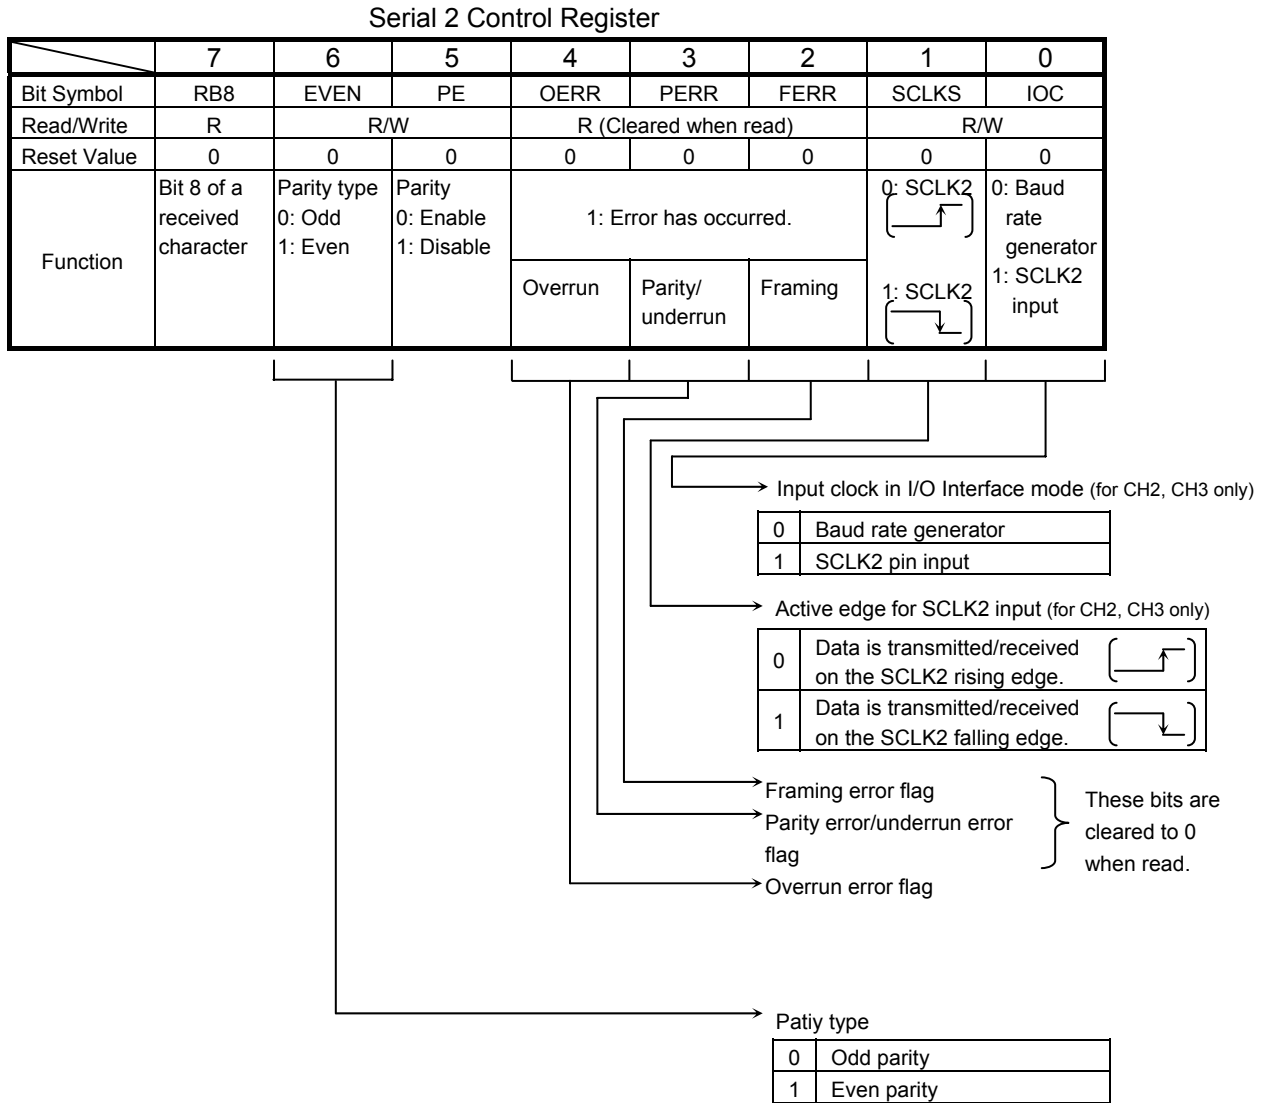 Serial 2 Control Register
7 6 5 4 3 2 1 0
Bit Symbol RB8 EVEN PE OERR PERR FERR SCLKS IOC
Read/Write R R/W R (Cleared when read) R/W
Reset Value 0 0 0 0 0 0 0 0
Function
Bit 8 of a
received
character
Parity type
0: Odd
1: Even
Parity
0: Enable
1: Disable
1: Error has occurred.
Overrun
Parity/
underrun
Framing
0: SCLK2
1: SCLK2
0: Baud
rate
generator
1: SCLK2
input
Input clock in I/O Interface mode (for CH2, CH3 only)
0 Baud rate generator
1 SCLK2 pin input
Active edge for SCLK2 input (for CH2, CH3 only)
0 Data is transmitted/received
on the SCLK2 rising edge.
1 Data is transmitted/received
on the SCLK2 falling edge.
Framing error flag
Parity error/underrun error
flag
Overrun error flag
These bits are
cleared to 0
when read.
Patiy type
0 Odd parity
1 Even parity